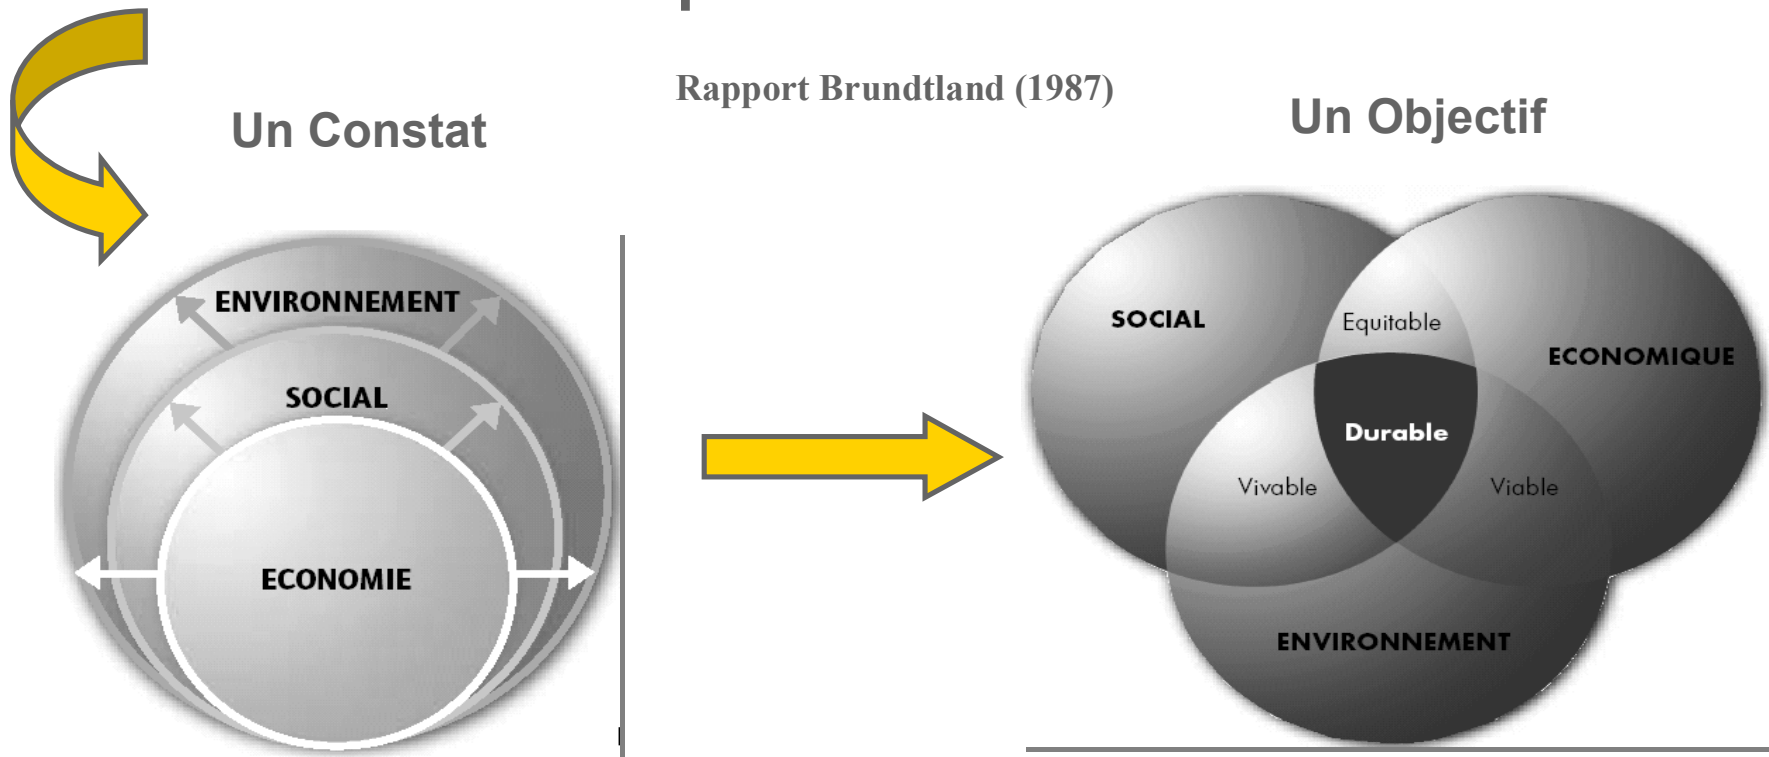 Rapport Brundtland (1987)
Un Constat
Un Objectif
ENVIRONNEMENT
SOCIAL
ECONOMIE
SOCIAL
Equitable
ECONOMIQUE
Durable
Vivable
Viable
ENVIRONNEMENT